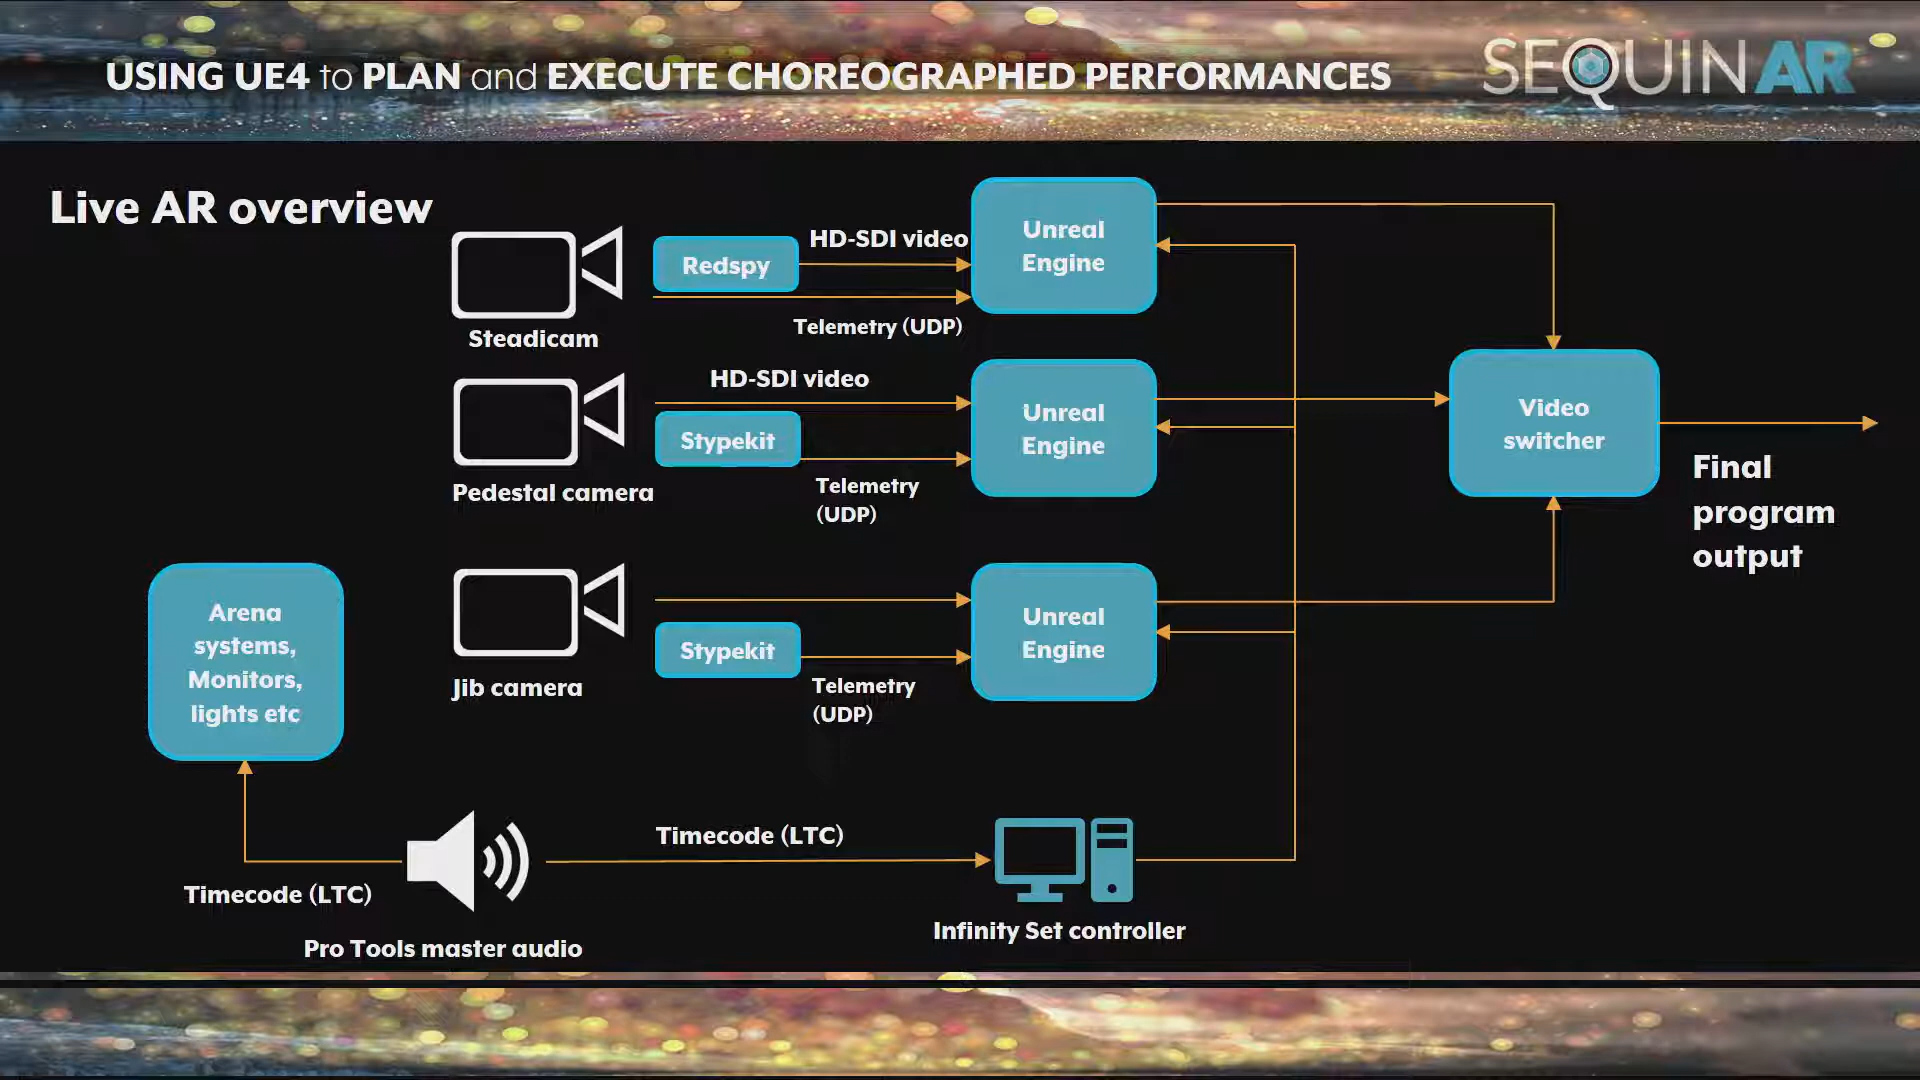 USING UE4 to PLAN and EXECUTE CHOREOGRAPHED PERFORMANCES
SEQUINAR
Live AR overview
Steadicam
Redspy
HD-SDI video
Telemetry (UDP)
Unreal
Engine
Pedestal camera
HD-SDI video
Stypekit
Telemetry
(UDP)
Unreal
Engine
Video
switcher
Final
program
output
Arena
systems,
Monitors,
lights etc
Jib camera
Stypekit
Telemetry
(UDP)
Unreal
Engine
Timecode (LTC)
Pro Tools master audio
Timecode (LTC)
Infinity Set controller